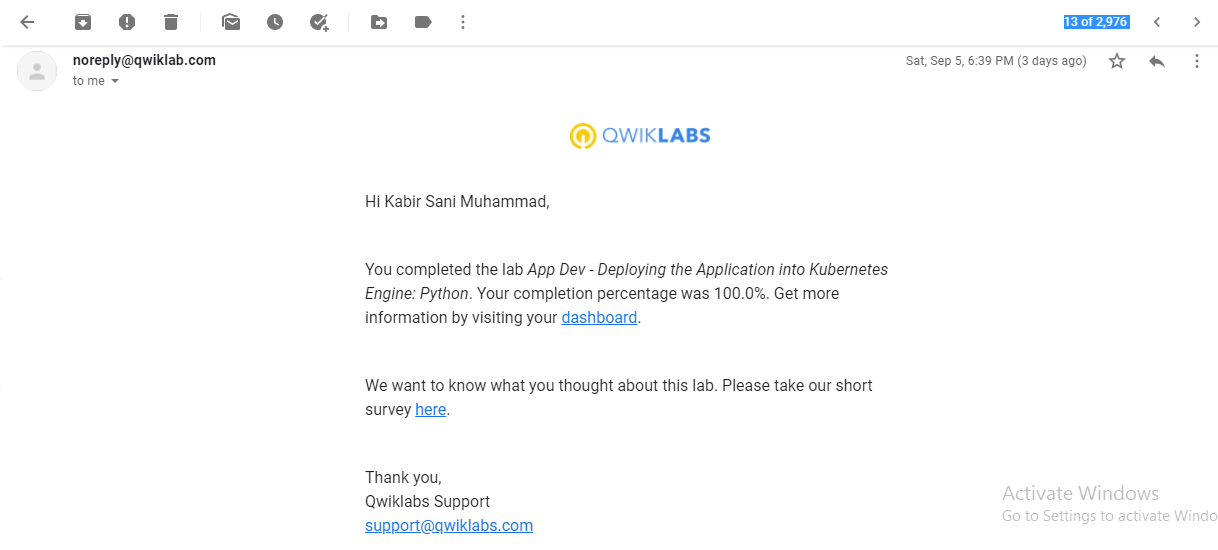 13 of 2,976
noreply@qwiklab.com
Sat, Sep 5, 6:39 PM (3 days ago)
to me
QWIKLABS
Hi Kabir Sani Muhammad,
You completed the lab App Dev - Deploying the Application into Kubernetes
Engine: Python. Your completion percentage was 100.0%. Get more
information by visiting your dashboard.
We want to know what you thought about this lab. Please take our short
survey here.
Thank you,
Qwiklabs Support
support@qwiklabs.com
Activate Windows
Go to Settings to activate Windo